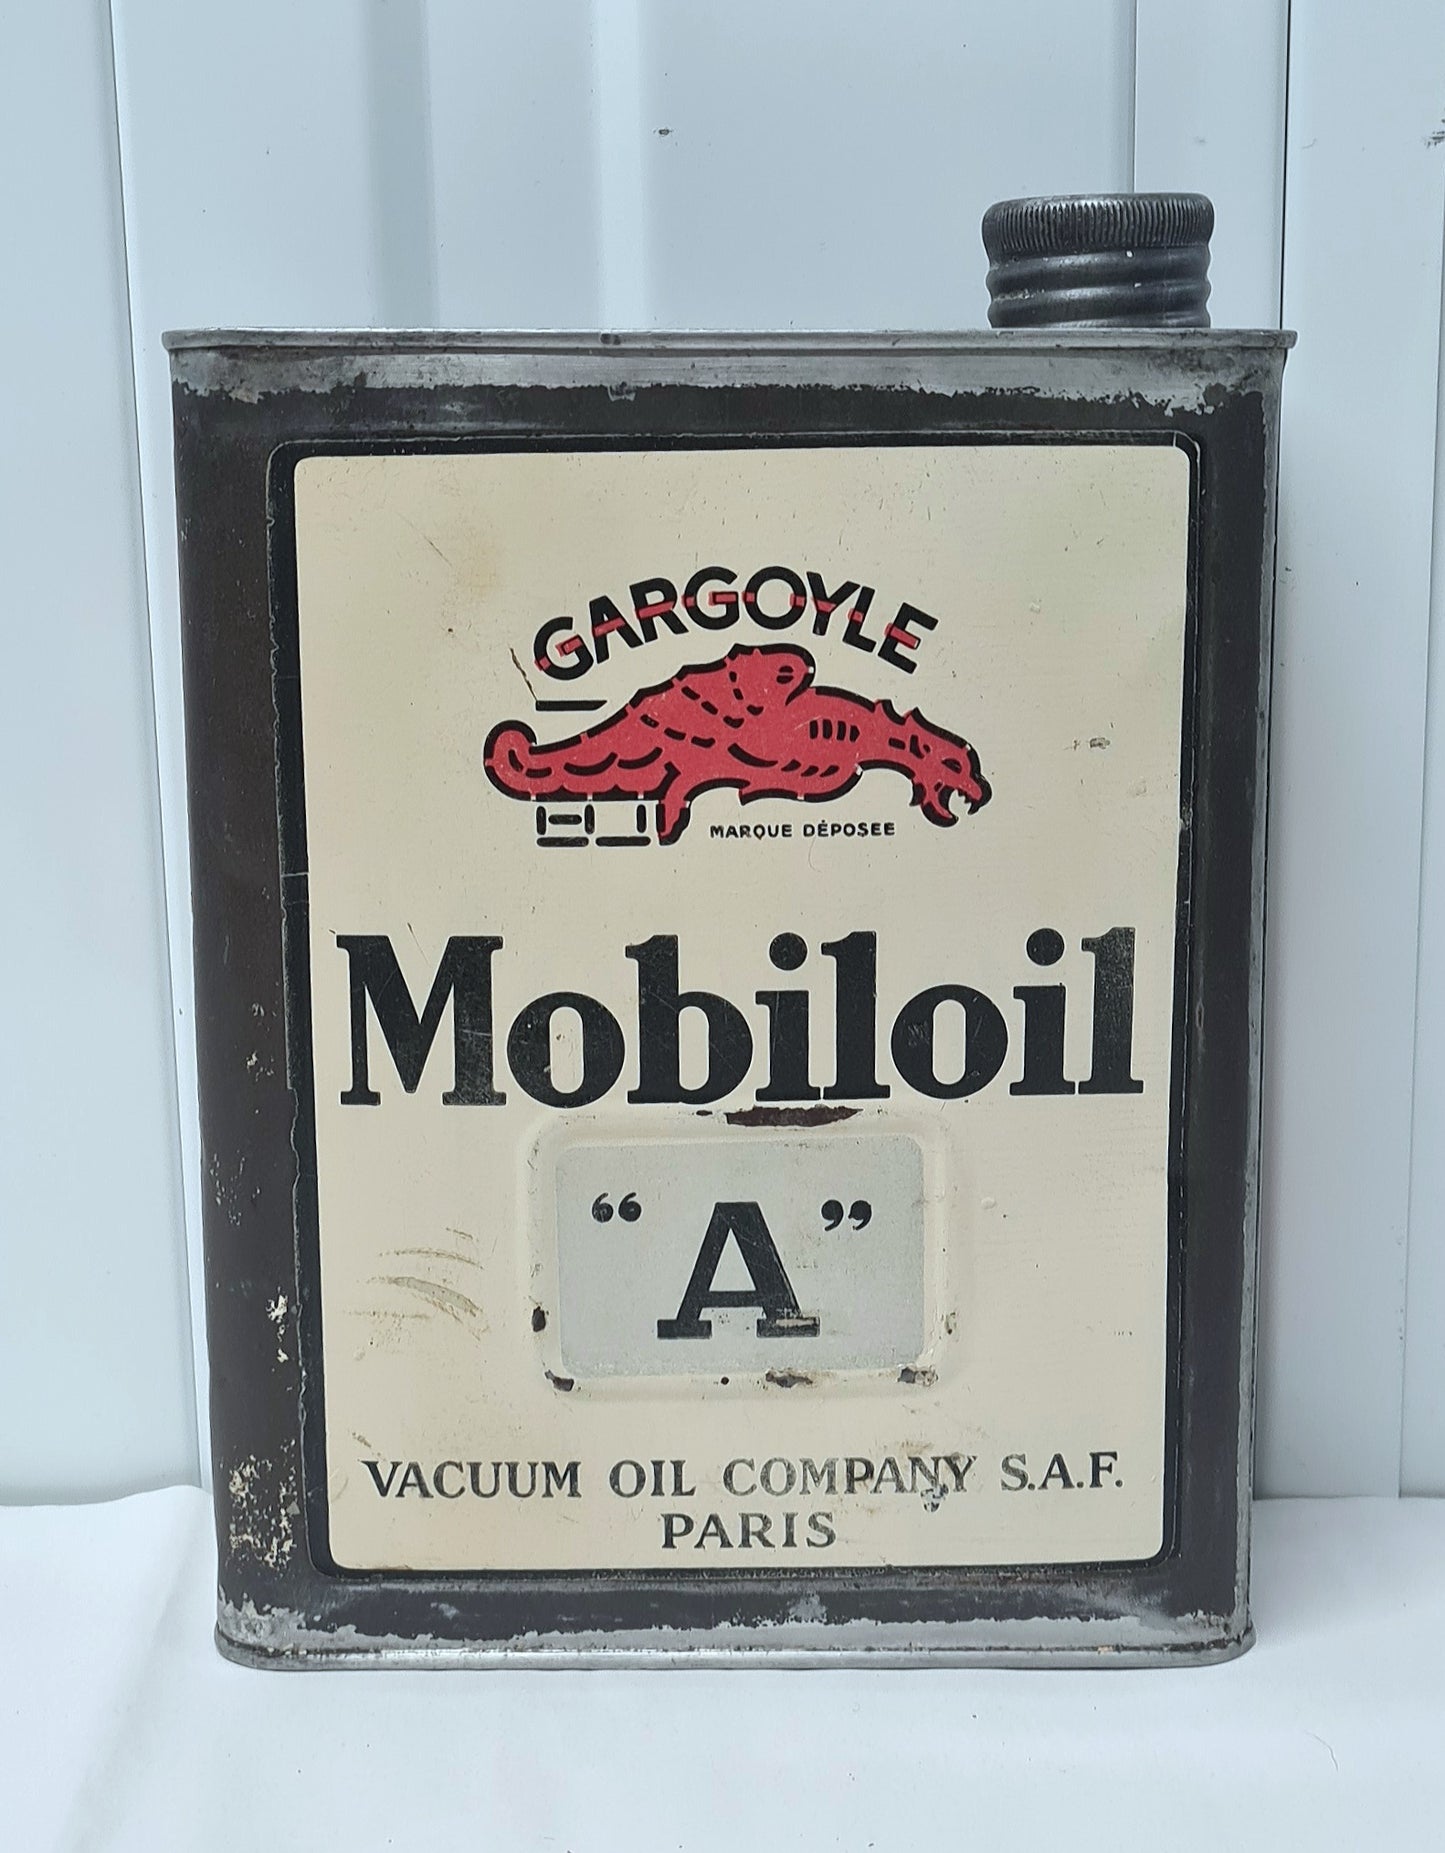 GARGOYLE
MARQUE DÉPOSEE
Mobiloil
“A”
VACUUM OIL COMPANY S.A.F.
PARIS